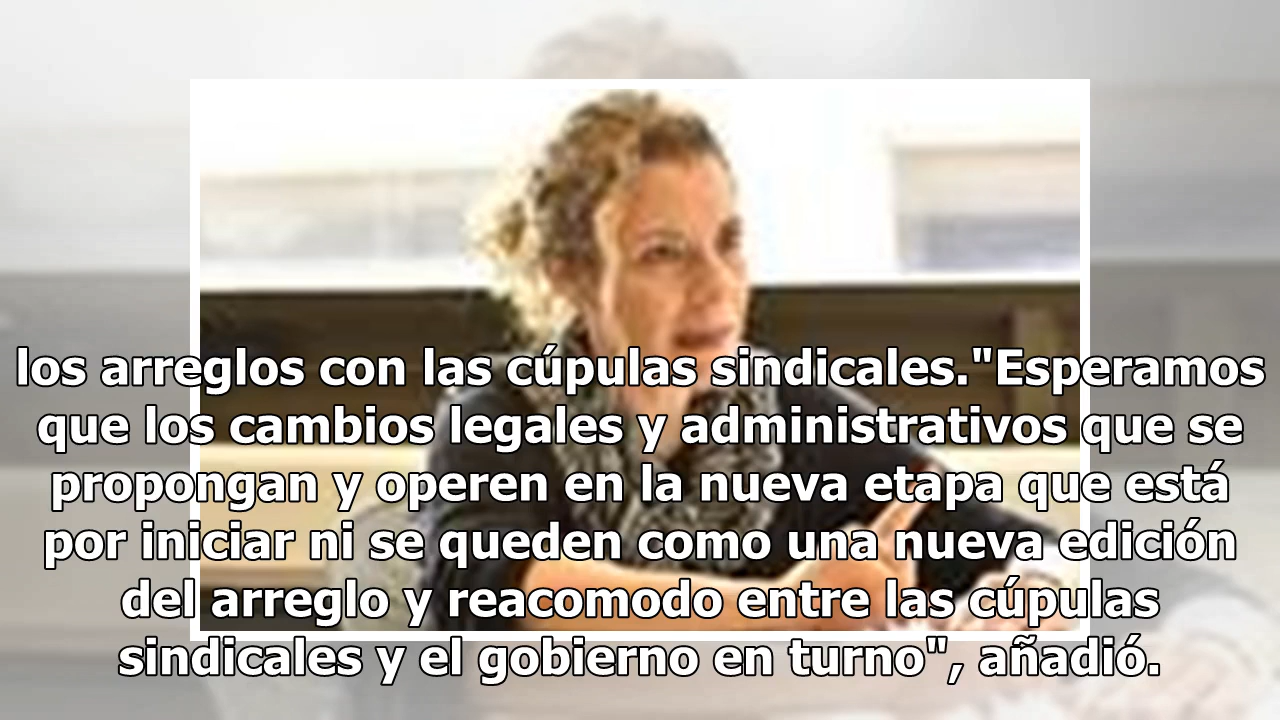 los arreglos con las cúpulas sindicales."Esperamos
que los cambios legales y administrativos que se
propongan y operen en la nueva etapa que está
por iniciar ni se queden como una nueva edición
del arreglo y reacomodo entre las cúpulas
sindicales y el gobierno en turno", añadió.